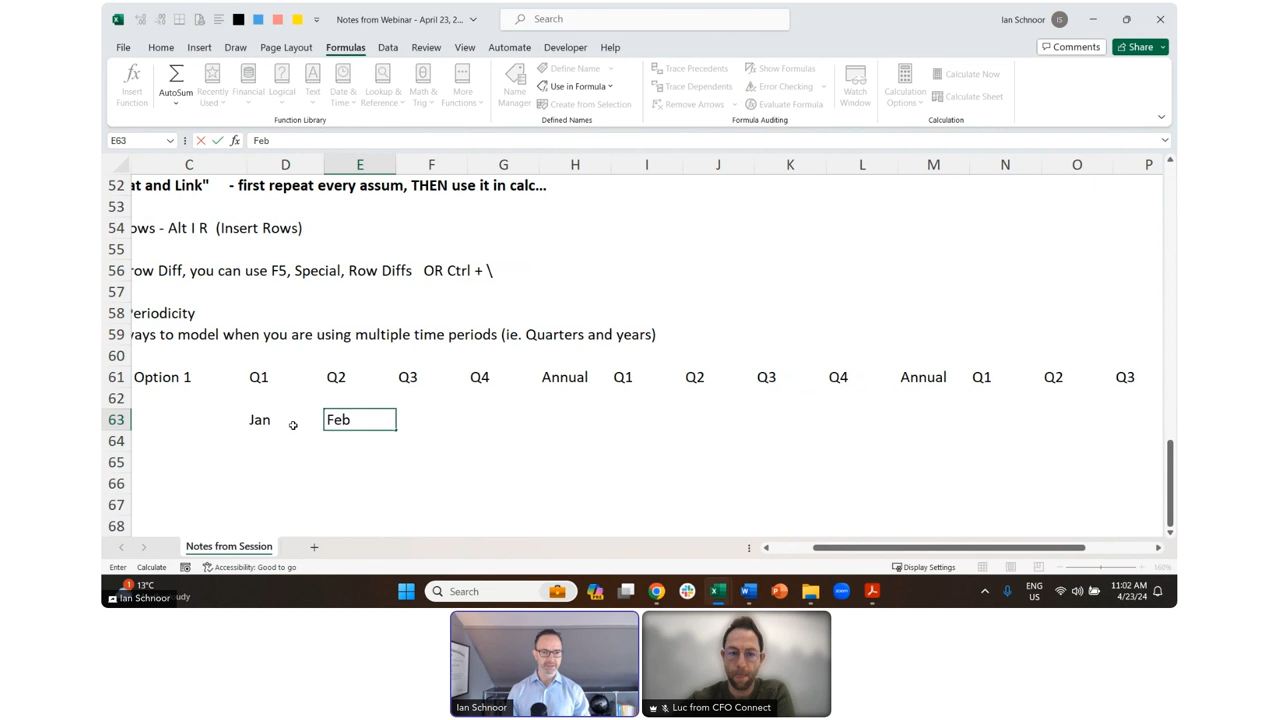 Notes from Webinar - April 23, 2...
Search
Ian Schnoor
IS
File Home Insert Draw Page Layout Formulas Data Review View Automate Developer Help
Comments
Share
Insert Function
AutoSum
Recently Used
Financial
Logical
Text
Date & Time
Lookup & Reference
Math & Trig
More Functions
Function Library
Name Manager
Define Name
Use in Formula
Create from Selection
Defined Names
Trace Precedents
Trace Dependents
Remove Arrows
Show Formulas
Error Checking
Evaluate Formula
Formula Auditing
Watch Window
Calculation Options
Calculate Now
Calculate Sheet
Calculation
E63 fx Feb
C D E F G H I J K L M N O P
52 at and Link" - first repeat every assum, THEN use it in calc...
53
54 ows - Alt I R (Insert Rows)
55
56 row Diff, you can use F5, Special, Row Diffs OR Ctrl + \
57
58 Periodicity
59 ways to model when you are using multiple time periods (ie. Quarters and years)
60
61 Option 1 Q1 Q2 Q3 Q4 Annual Q1 Q2 Q3 Q4 Annual Q1 Q2 Q3
62
63 Jan Feb
64
65
66
67
68
Notes from Session
Enter Calculate Accessibility: Good to go Display Settings 160%
1 13°C
Ian Schnoor udy
Search
ENG
US
11:02 AM
4/23/24
Ian Schnoor
Luc from CFO Connect